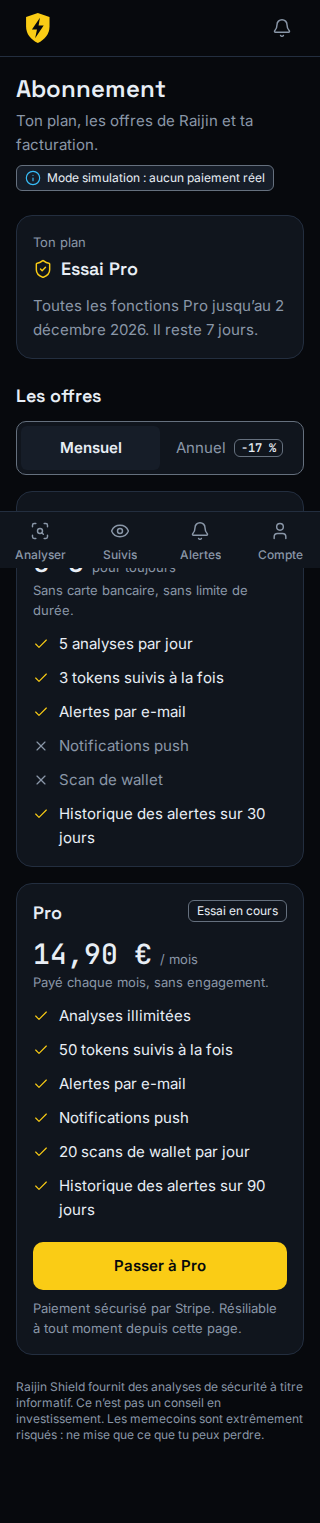 Abonnement
Ton plan, les offres de Raijin et ta
facturation.
Mode simulation : aucun paiement réel
Ton plan
Essai Pro
Toutes les fonctions Pro jusqu’au 2
décembre 2026. Il reste 7 jours.
Les offres
Mensuel
Annuel -17 %
Analyser Suivis Alertes Compte
pour toujours
Sans carte bancaire, sans limite de
durée.
5 analyses par jour
3 tokens suivis à la fois
Alertes par e-mail
Notifications push
Scan de wallet
Historique des alertes sur 30
jours
Pro
Essai en cours
14,90 € / mois
Payé chaque mois, sans engagement.
Analyses illimitées
50 tokens suivis à la fois
Alertes par e-mail
Notifications push
20 scans de wallet par jour
Historique des alertes sur 90
jours
Passer à Pro
Paiement sécurisé par Stripe. Résiliable
à tout moment depuis cette page.
Raijin Shield fournit des analyses de sécurité à titre
informatif. Ce n’est pas un conseil en
investissement. Les memecoins sont extrêmement
risqués : ne mise que ce que tu peux perdre.